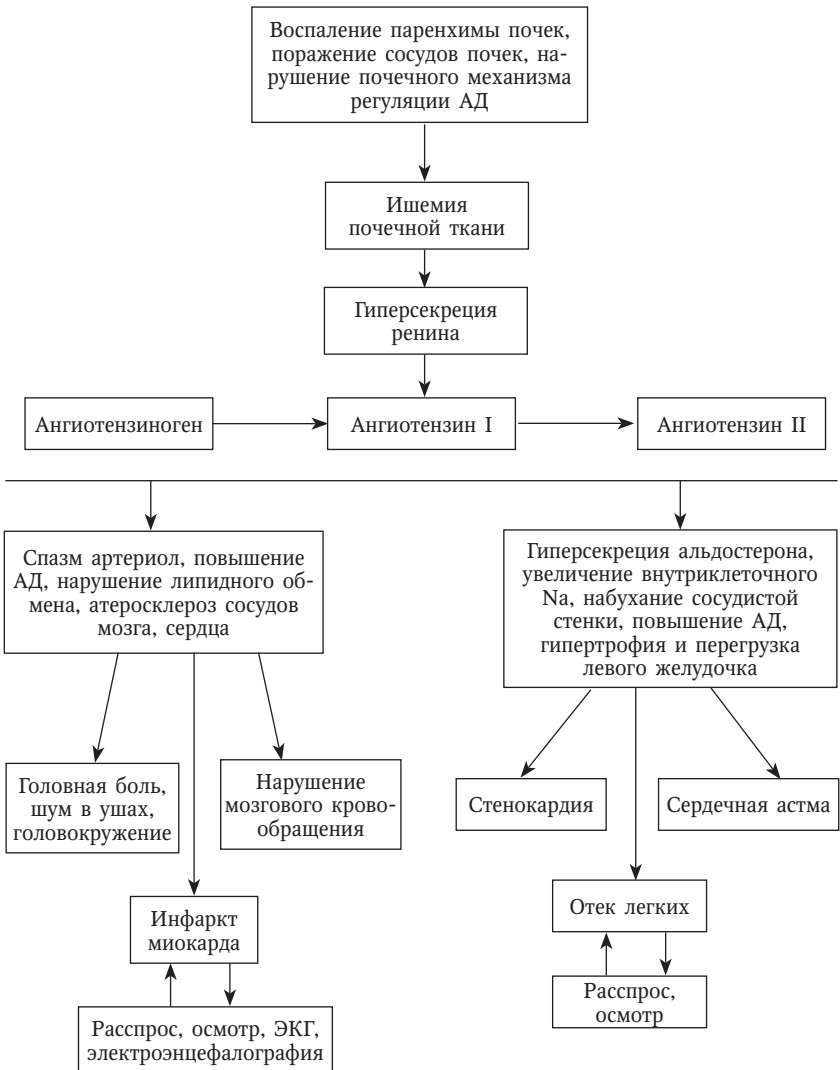 Воспаление паренхимы почек,
поражение сосудов почек, на-
рушение почечного механизма
регуляции АД
Ишемия
почечной ткани
Гиперсекреция
ренина
Ангиотензиноген
Ангиотензин I
Ангиотензин II
Спазм артериол, повышение
АД, нарушение липидного об-
мена, атеросклероз сосудов
мозга, сердца
Гиперсекреция альдостерона,
увеличение внутриклеточного
Na, набухание сосудистой
стенки, повышение АД,
гипертрофия и перегрузка
левого желудочка
Головная боль,
шум в ушах,
головокружение
Нарушение
мозгового крово-
обращения
Стенокардия
Сердечная астма
Инфаркт
миокарда
Отек легких
Расспрос, осмотр, ЭКГ,
электроэнцефалография
Расспрос,
осмотр